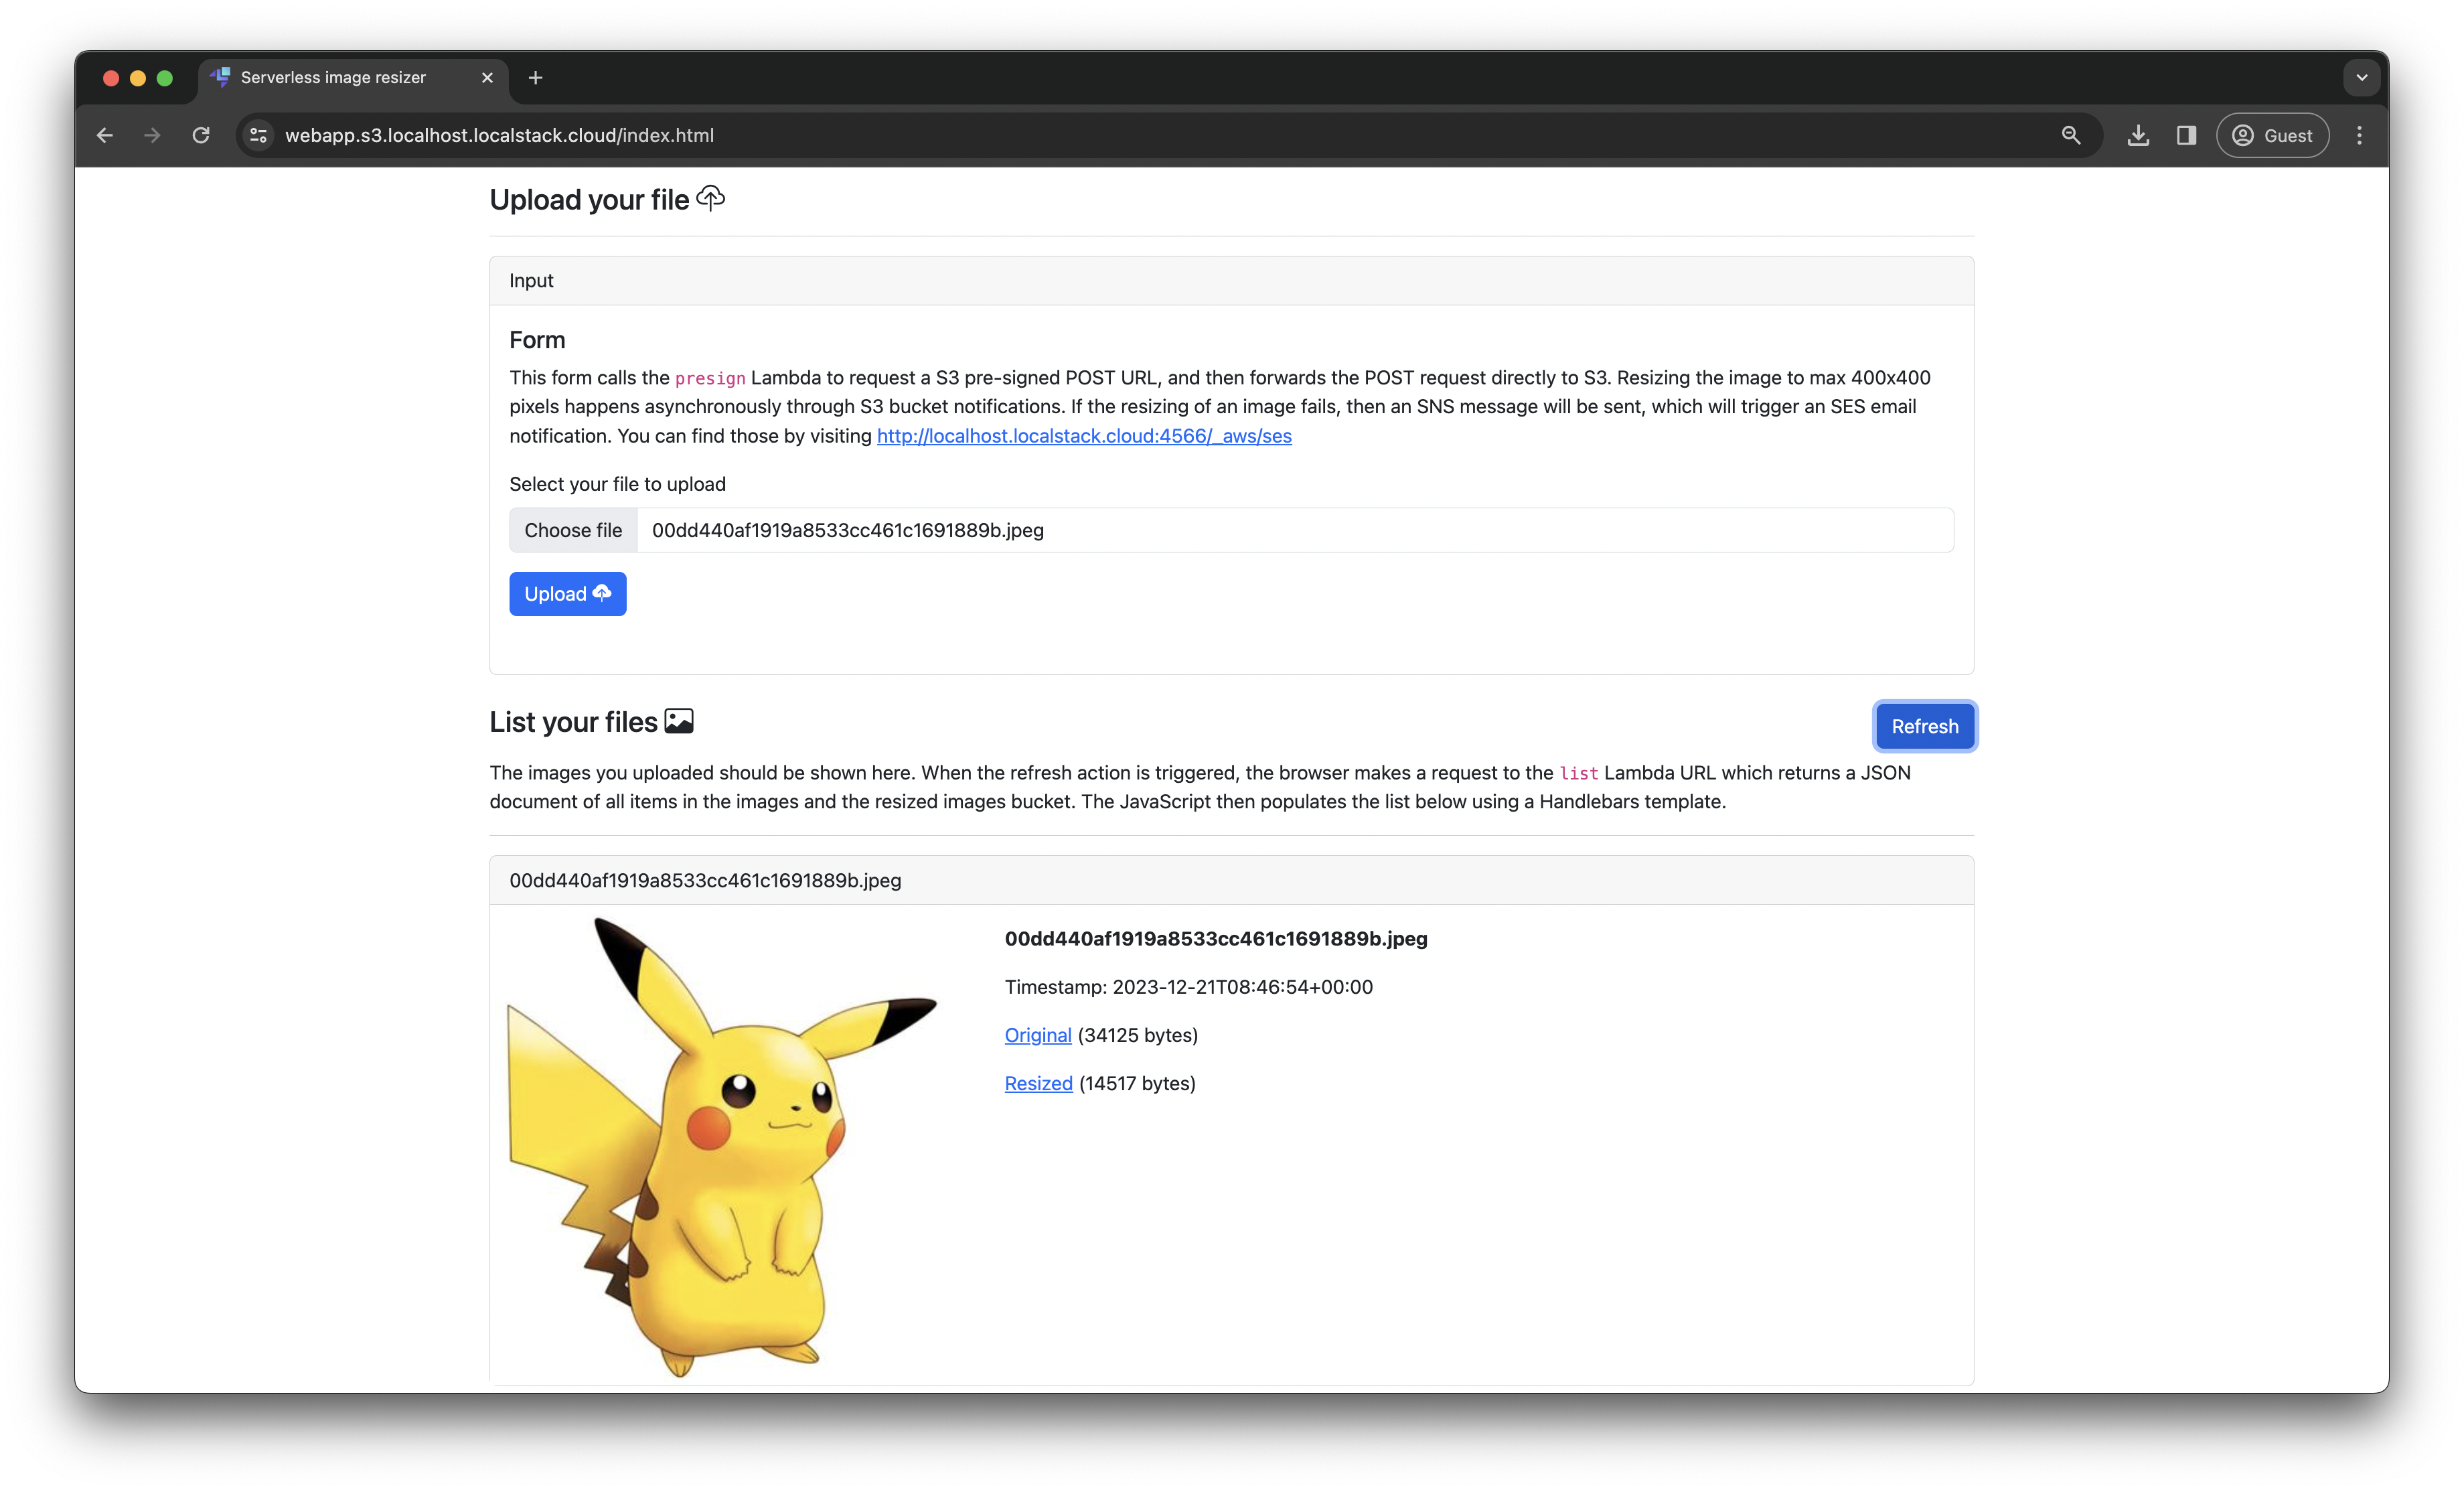 Serverless image resizer
webapp.s3.localhost.localstack.cloud/index.html
Guest
Upload your file
Input
Form
This form calls the presign Lambda to request a S3 pre-signed POST URL, and then forwards the POST request directly to S3. Resizing the image to max 400x400
pixels happens asynchronously through S3 bucket notifications. If the resizing of an image fails, then an SNS message will be sent, which will trigger an SES email
notification. You can find those by visiting http://localhost.localstack.cloud:4566/_aws/ses
Select your file to upload
Choose file 00dd440af1919a8533cc461c1691889b.jpeg
Upload
List your files
Refresh
The images you uploaded should be shown here. When the refresh action is triggered, the browser makes a request to the list Lambda URL which returns a JSON
document of all items in the images and the resized images bucket. The JavaScript then populates the list below using a Handlebars template.
00dd440af1919a8533cc461c1691889b.jpeg
00dd440af1919a8533cc461c1691889b.jpeg
Timestamp: 2023-12-21T08:46:54+00:00
Original (34125 bytes)
Resized (14517 bytes)